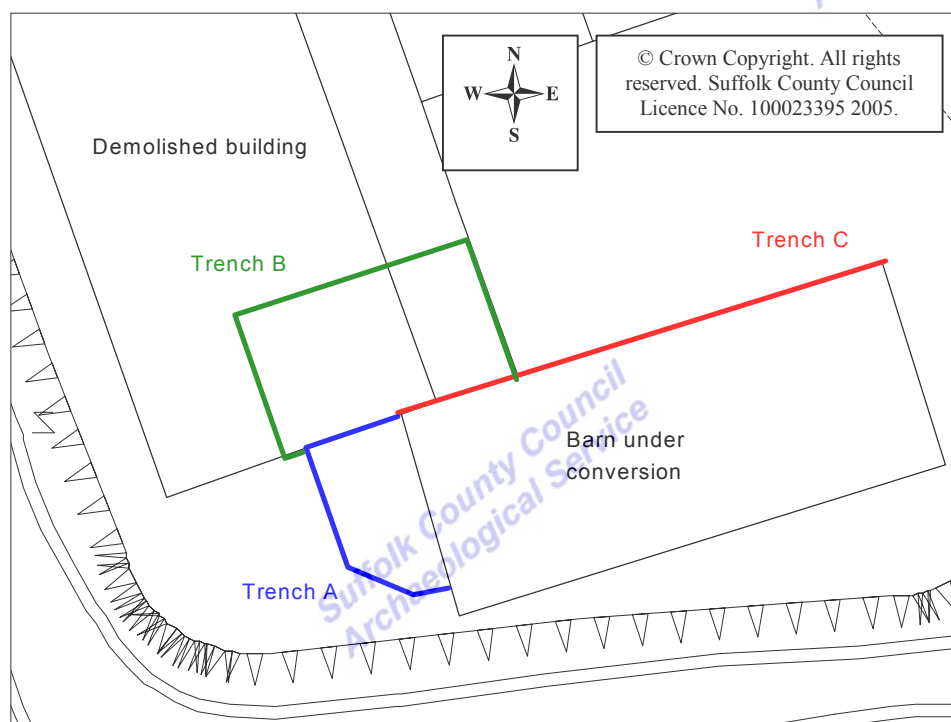 N
W E
S
© Crown Copyright. All rights
reserved. Suffolk County Council
Licence No. 100023395 2005.
Demolished building
Trench B
Trench C
Barn under
conversion
Trench A
Suffolk County Council
Archaeological Service